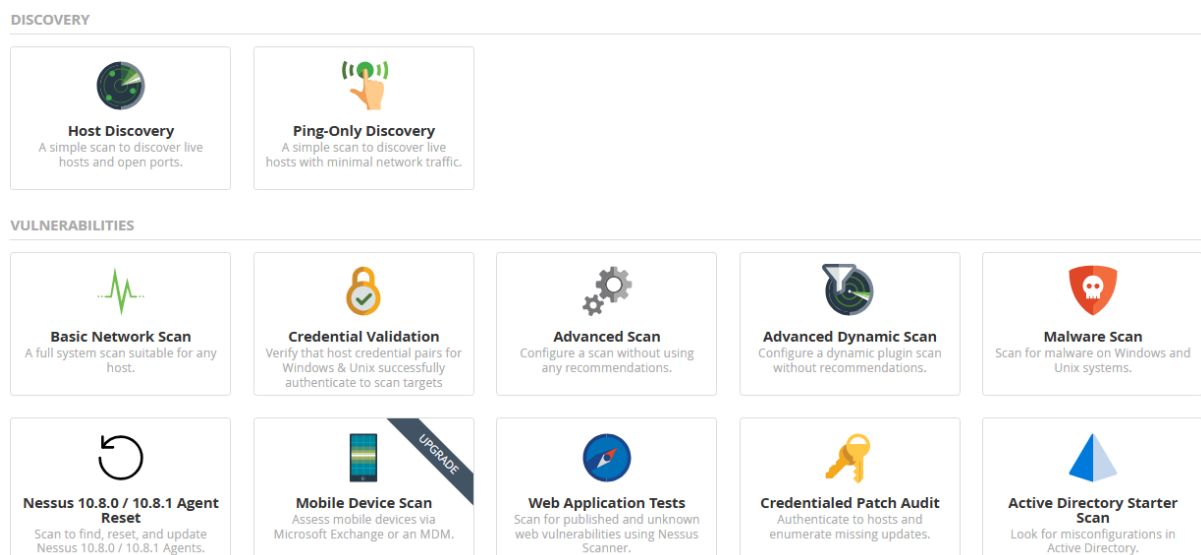 DISCOVERY
Host Discovery
A simple scan to discover live
hosts and open ports.
Ping-Only Discovery
A simple scan to discover live
hosts with minimal network traffic.
VULNERABILITIES
Basic Network Scan
A full system scan suitable for any
host.
Credential Validation
Verify that host credential pairs for
Windows & Unix successfully
authenticate to scan targets
Advanced Scan
Configure a scan without using
any recommendations.
Advanced Dynamic Scan
Configure a dynamic plugin scan
without recommendations.
Malware Scan
Scan for malware on Windows and
Unix systems.
Nessus 10.8.0 / 10.8.1 Agent
Reset
Scan to find, reset, and update
Nessus 10.8.0 / 10.8.1 Agents.
UPGRADE
Mobile Device Scan
Assess mobile devices via
Microsoft Exchange or an MDM.
Web Application Tests
Scan for published and unknown
web vulnerabilities using Nessus
Scanner.
Credentialed Patch Audit
Authenticate to hosts and
enumerate missing updates.
Active Directory Starter
Scan
Look for misconfigurations in
Active Directory.